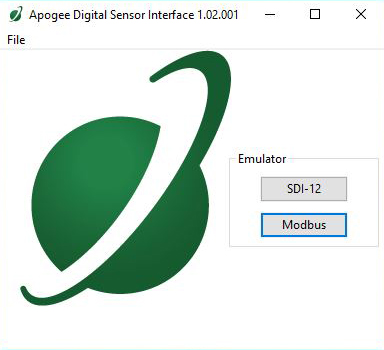 Apogee Digital Sensor Interface 1.02.001
File
Emulator
SDI-12
Modbus